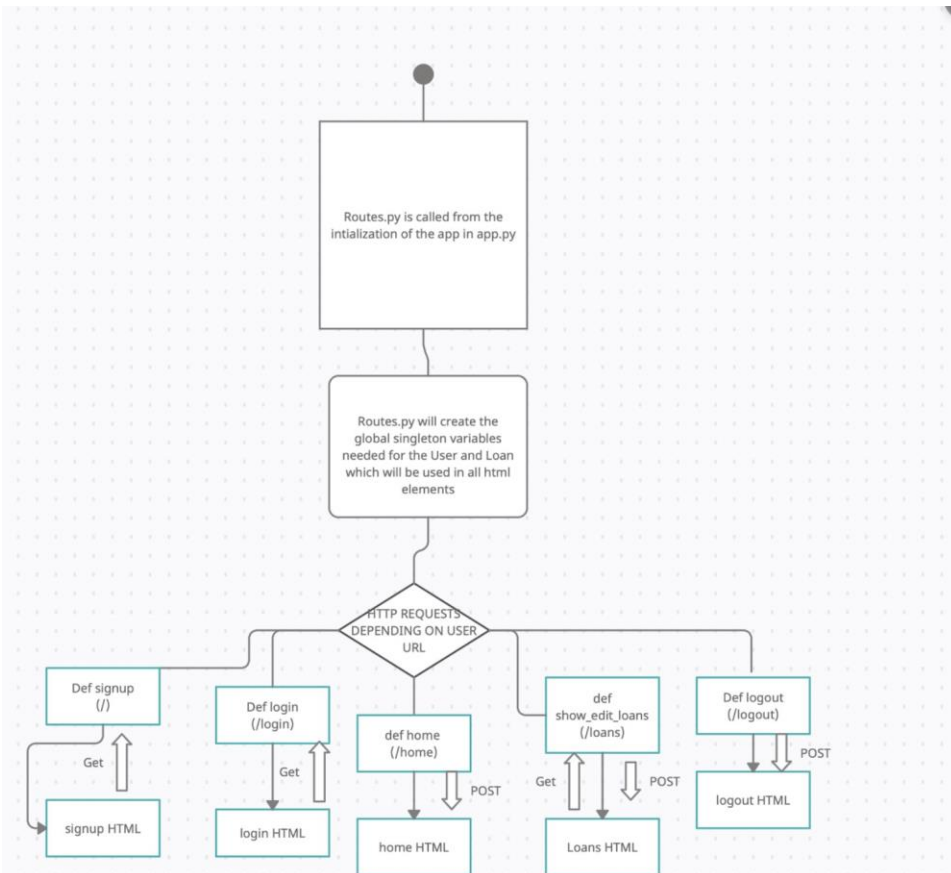 Routes.py is called from the
intialization of the app in app.py
Routes.py will create the
global singleton variables
needed for the User and Loan
which will be used in all html
elements
HTTP REQUESTS
DEPENDING ON USER
URL
Def signup
(/)
Def login
(/login)
def home
(/home)
def
show_edit_loans
(/loans)
Def logout
(/logout)
Get
Get
POST
Get
POST
POST
signup HTML
login HTML
home HTML
Loans HTML
logout HTML